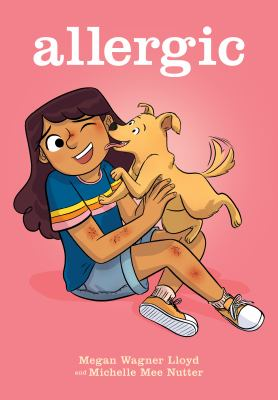 allergic
Megan Wagner Lloyd
and Michelle Mee Nutter